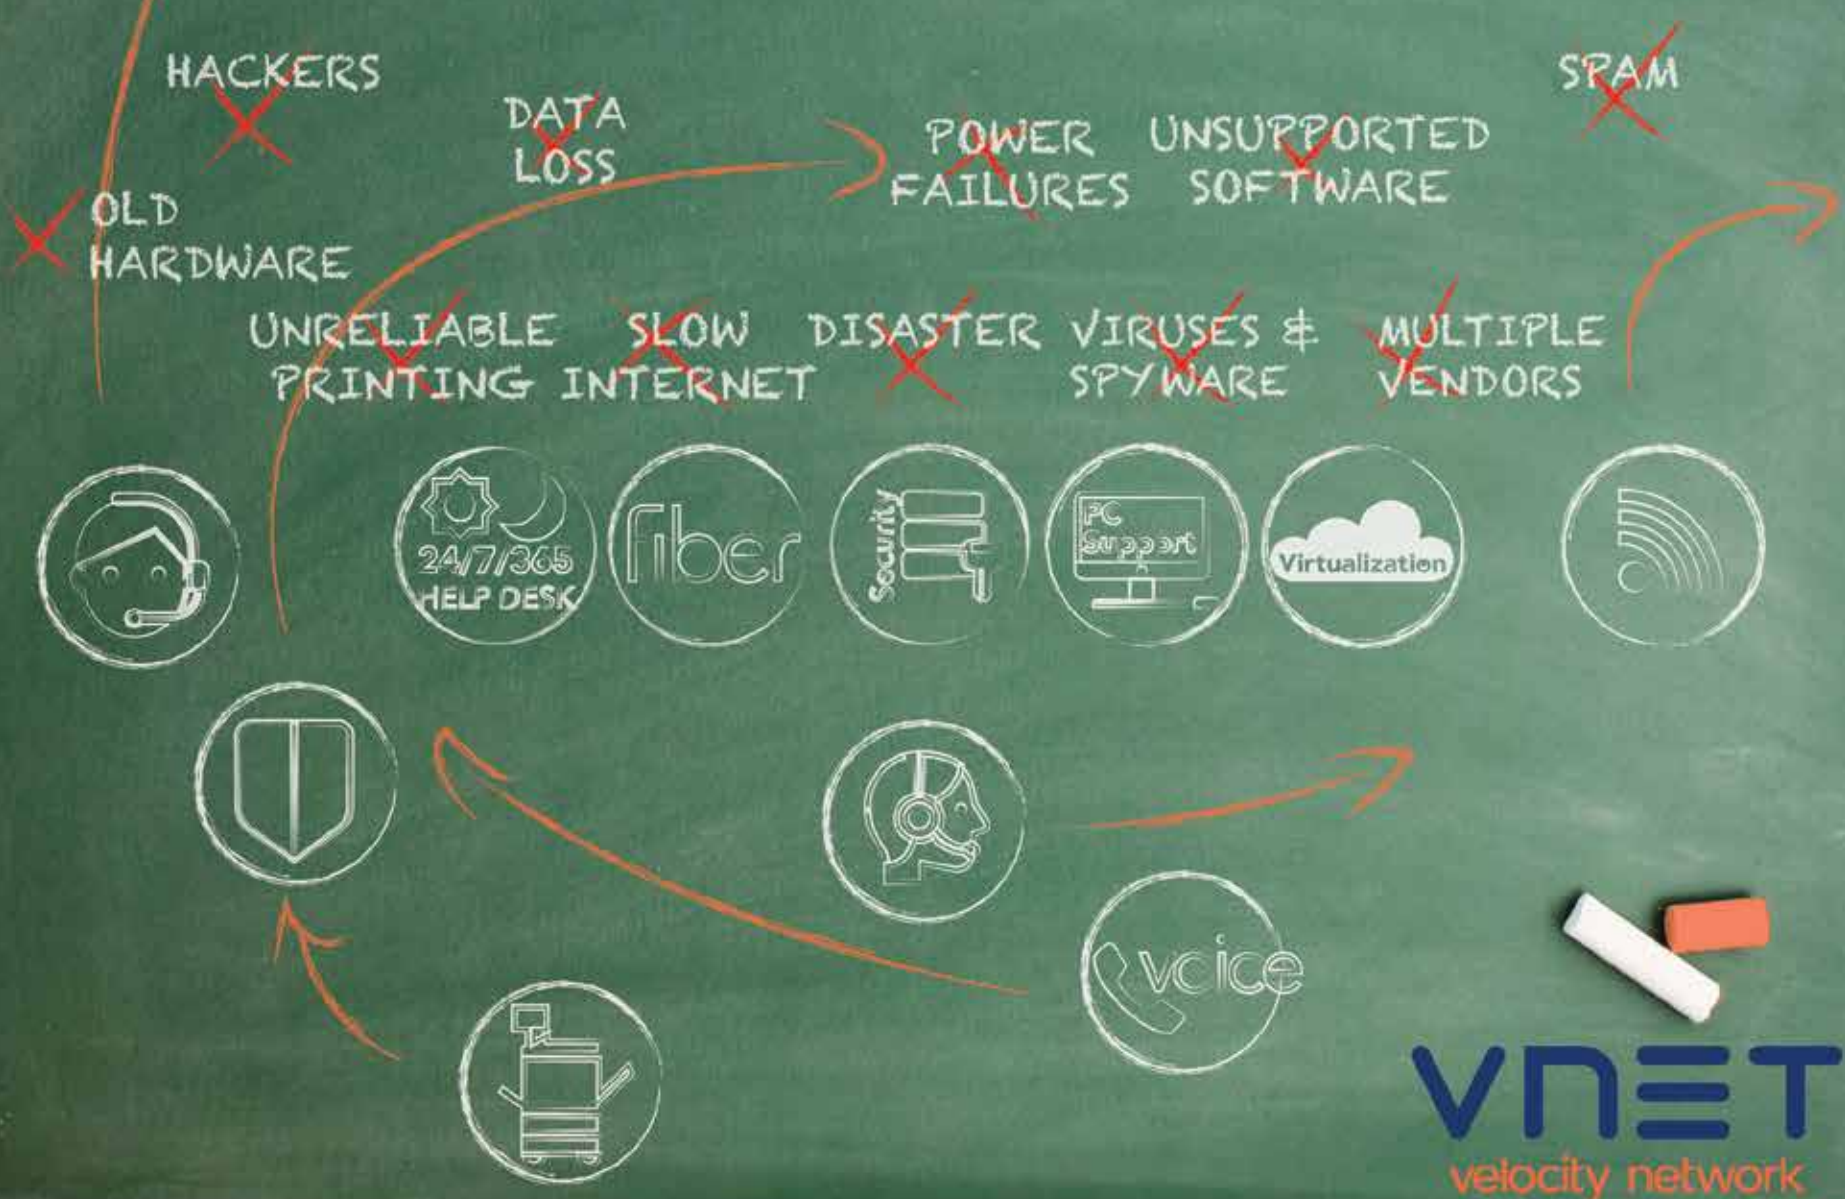 HACKERS
SPAM
DATA
LOSS
POWER
FAILURES
UNSUPPORTED
SOFTWARE
OLD
HARDWARE
UNRELIABLE
PRINTING
SLOW
INTERNET
DISASTER
VIRUSES &
SPYWARE
MULTIPLE
VENDORS
24/7/365
HELP DESK
fiber
Security
PC
Support
Virtualization
voice
VNET
velocity network